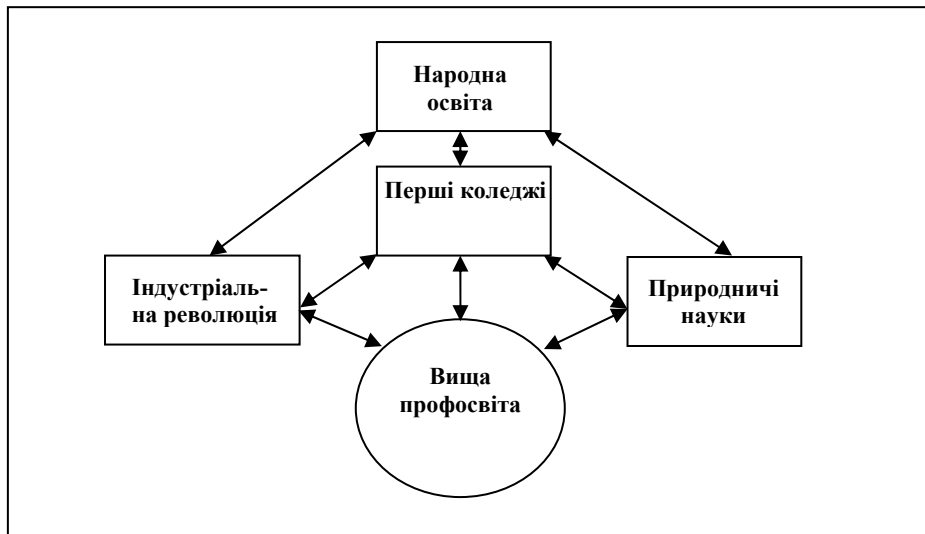 Народна
освіта
Перші коледжі
Індустріаль-
на революція
Природничі
науки
Вища
профосвіта